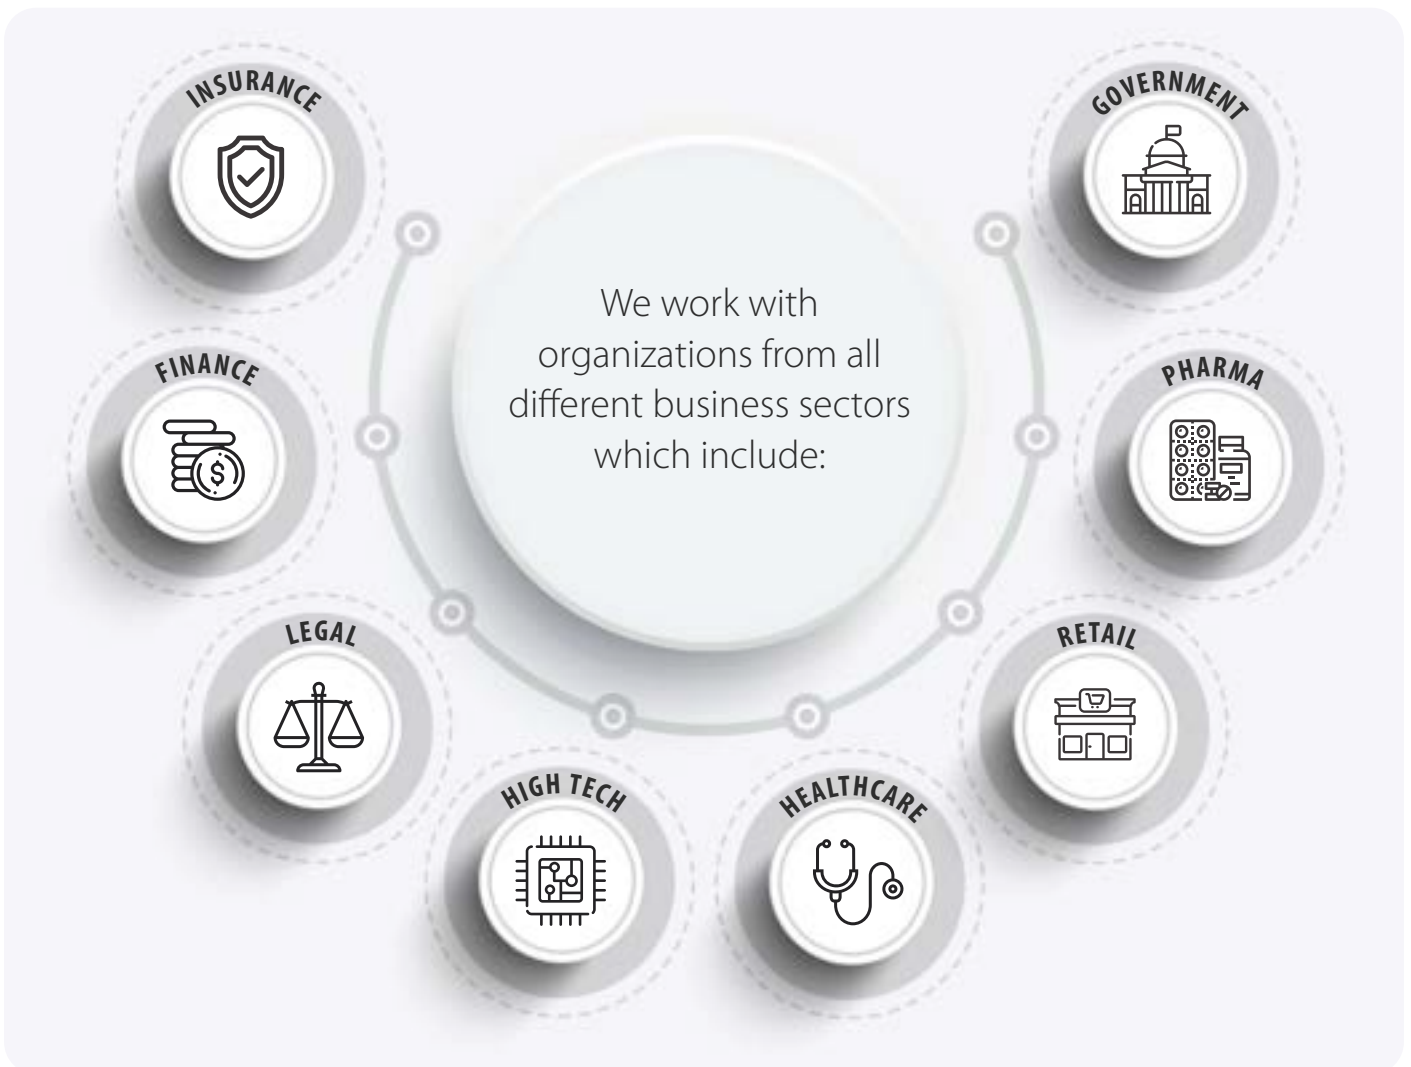 We work with
organizations from all
different business sectors
which include:
INSURANCE
FINANCE
LEGAL
HIGH TECH
HEALTHCARE
RETAIL
PHARMA
GOVERNMENT
$